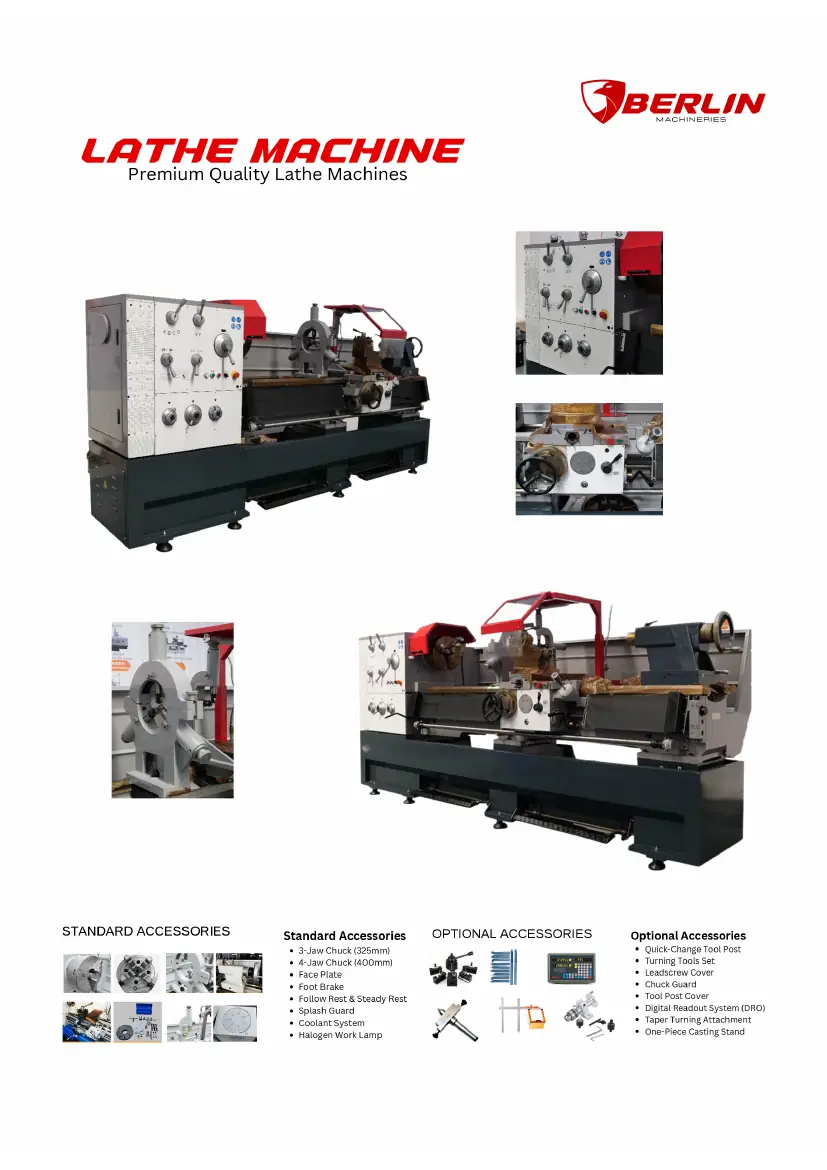 BERLIN
MACHINERIES
LATHE MACHINE
Premium Quality Lathe Machines
STANDARD ACCESSORIES
Standard Accessories
3-Jaw Chuck (325mm)
4-Jaw Chuck (400mm)
Face Plate
Foot Brake
Follow Rest & Steady Rest
Splash Guard
Coolant System
Halogen Work Lamp
OPTIONAL ACCESSORIES
Optional Accessories
Quick-Change Tool Post
Turning Tools Set
Leadscrew Cover
Chuck Guard
Tool Post Cover
Digital Readout System (DRO)
Taper Turning Attachment
One-Piece Casting Stand